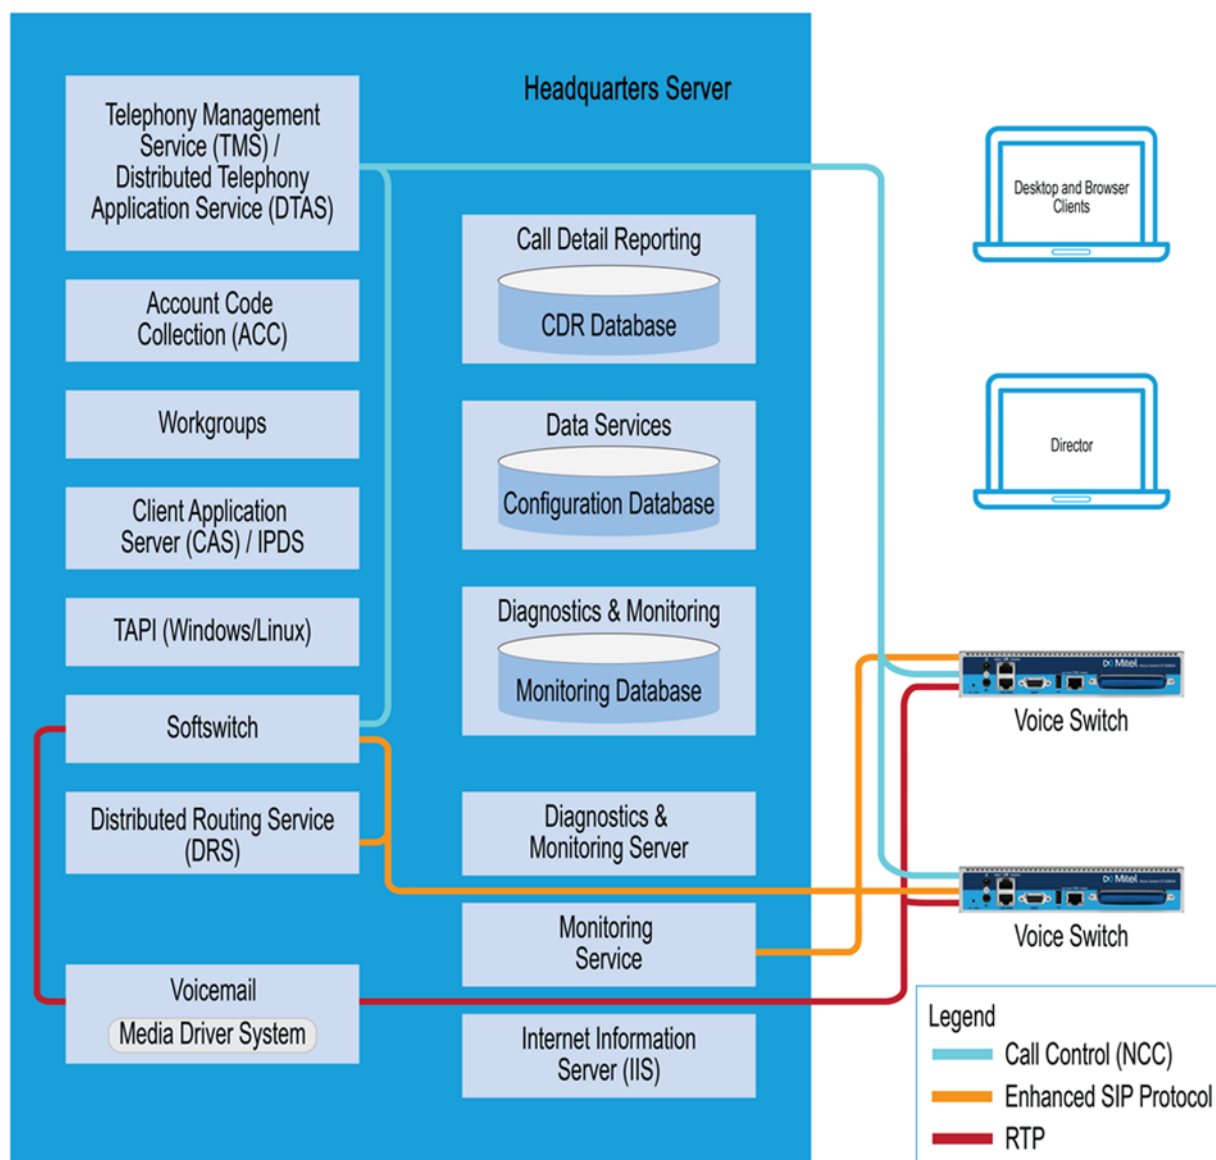 Headquarters Server
Telephony Management
Service (TMS) /
Distributed Telephony
Application Service (DTAS)
Account Code
Collection (ACC)
Workgroups
Client Application
Server (CAS) / IPDS
TAPI (Windows/Linux)
Softswitch
Distributed Routing Service
(DRS)
Voicemail
Media Driver System
Call Detail Reporting
CDR Database
Data Services
Configuration Database
Diagnostics & Monitoring
Monitoring Database
Diagnostics &
Monitoring Server
Monitoring
Service
Internet Information
Server (IIS)
Desktop and Browser
Clients
Director
Mitel
Voice Switch
Mitel
Voice Switch
Legend
Call Control (NCC)
Enhanced SIP Protocol
RTP